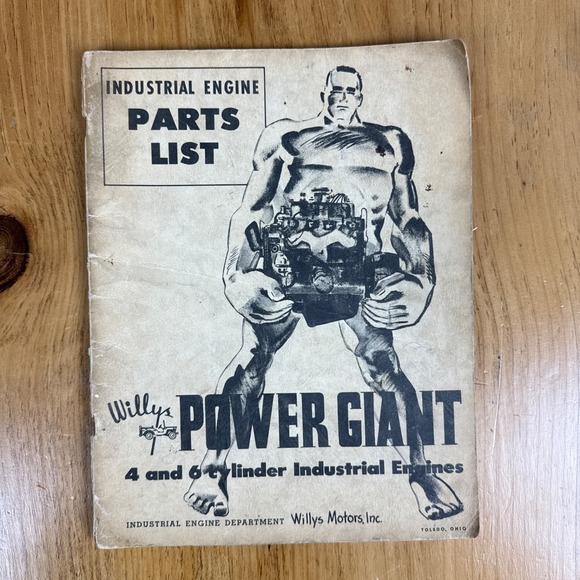 INDUSTRIAL ENGINE
PARTS
LIST
Willys
POWER GIANT
4 and 6 Cylinder Industrial Engines
INDUSTRIAL ENGINE DEPARTMENT Willys Motors, Inc.
TOLEDO, OHIO